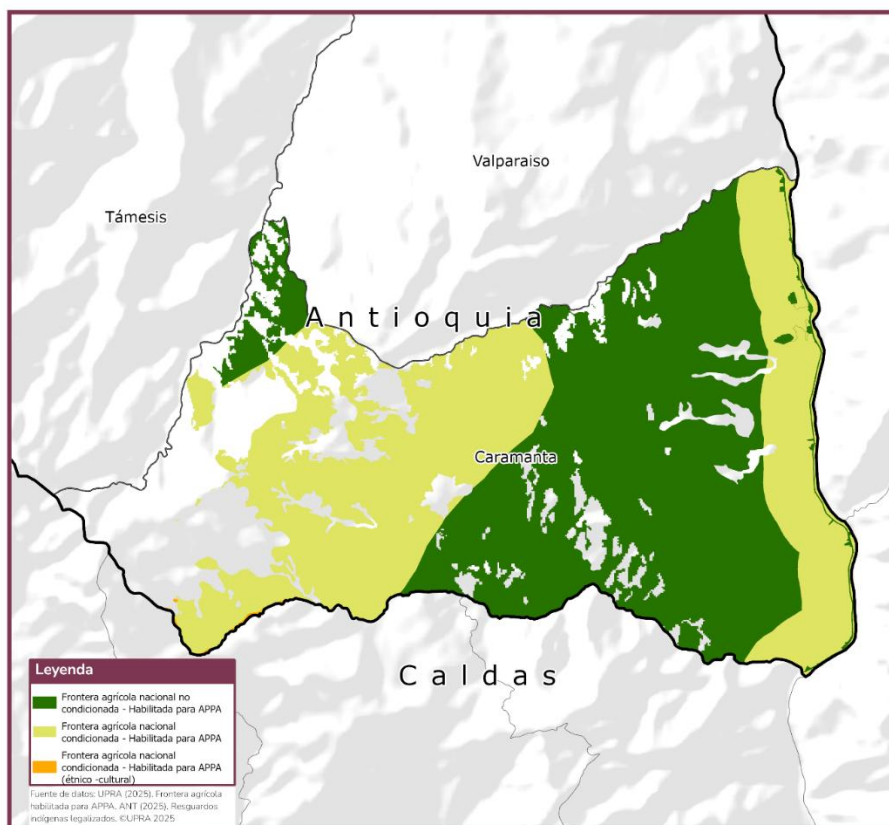 Valparaiso
Támesis
Antioquia
Caramanta
Caldas
Leyenda
Frontera agrícola nacional no
condicionada - Habilitada para APPA
Frontera agrícola nacional
condicionada - Habilitada para APPA
Frontera agrícola nacional
condicionada - Habilitada para APPA
(étnico -cultural)
Fuente de datos: UPRA (2025). Frontera agrícola
habilitada para APPA. ANT (2025). Resguardos
indígenas legalizados. ©UPRA 2025